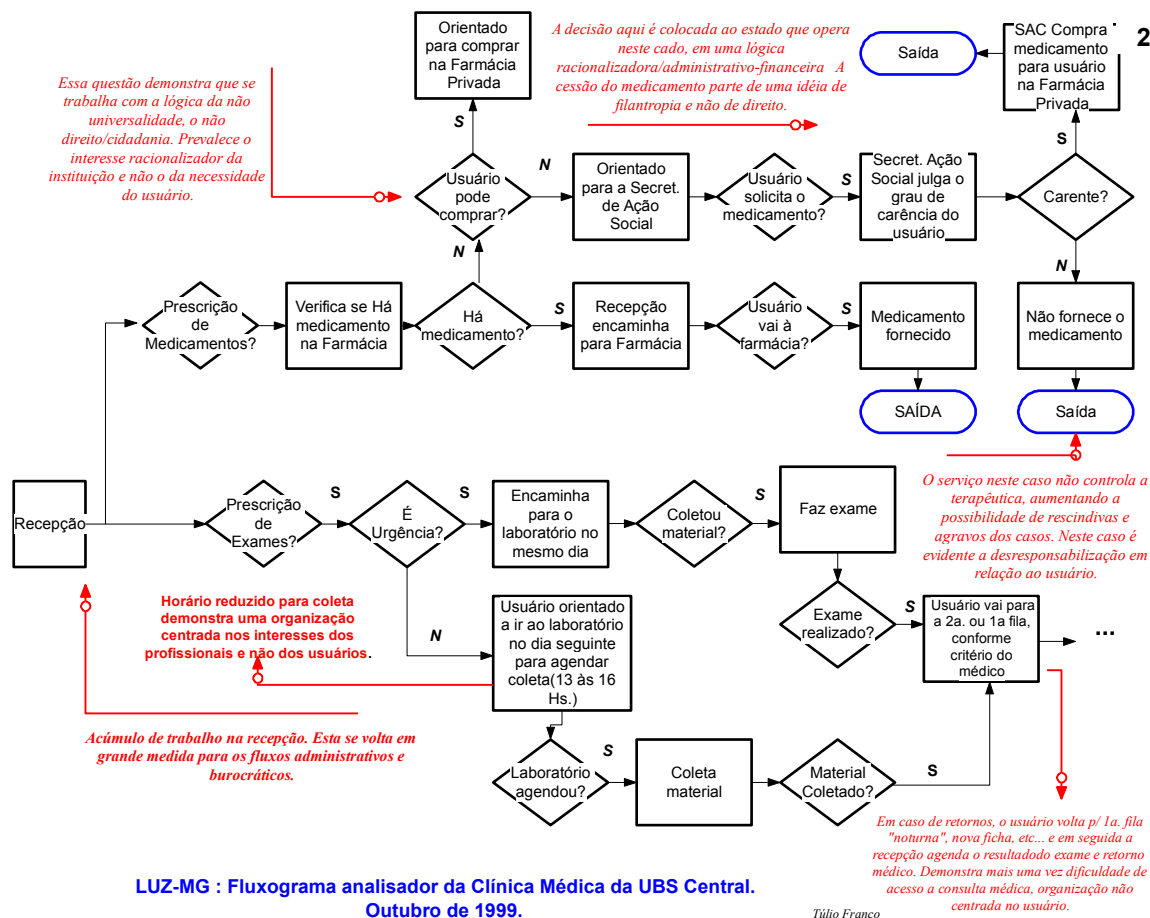 2
Orientado
para comprar
na Farmácia
Privada
A decisão aqui é colocada ao estado que opera
neste cado, em uma lógica
racionalizadora/administrativo-financeira A
cessão do medicamento parte de uma idéia de
filantropia e não de direito.
Saída
SAC Compra
medicamento
para usuário
na Farmácia
Privada
Essa questão demonstra que se
trabalha com a lógica da não
universalidade, o não
direito/cidadania. Prevalece o
interesse racionalizador da
instituição e não o da necessidade
do usuário.
S
S
Usuário
pode
comprar?
N
Orientado
para a Secret.
de Ação
Social
Usuário
solicita o
medicamento?
S
Secret. Ação
Social julga o
grau de
carência do
usuário
Carente?
N
N
Prescrição
de
Medicamentos?
Verifica se Há
medicamento
na Farmácia
Há
medicamento?
S
Recepção
encaminha
para Farmácia
Usuário
vai à
farmácia?
S
Medicamento
fornecido
Não fornece o
medicamento
SAÍDA
Saída
O serviço neste caso não controla a
terapêutica, aumentando a
possibilidade de rescindivas e
agravos dos casos. Neste caso é
evidente a desresponsabilização em
relação ao usuário.
Recepção
Prescrição
de
Exames?
S
É
Urgência?
S
Encaminha
para o
laboratório no
mesmo dia
Coletou
material?
S
Faz exame
Horário reduzido para coleta
demonstra uma organização
centrada nos interesses dos
profissionais e não dos usuários.
N
Usuário orientado
a ir ao laboratório
no dia seguinte
para agendar
coleta(13 às 16
Hs.)
Exame
realizado?
S
Usuário vai para
a 2a. ou 1a fila,
conforme
critério do
médico
...
Acúmulo de trabalho na recepção. Esta se volta em
grande medida para os fluxos administrativos e
burocráticos.
Laboratório
agendou?
S
Coleta
material
Material
Coletado?
S
Em caso de retornos, o usuário volta p/ 1a. fila
"noturna", nova ficha, etc... e em seguida a
recepção agenda o resultadodo exame e retorno
médico. Demonstra mais uma vez dificuldade de
acesso a consulta médica, organização não
centrada no usuário.
LUZ-MG : Fluxograma analisador da Clínica Médica da UBS Central.
Outubro de 1999.
Túlio Franco